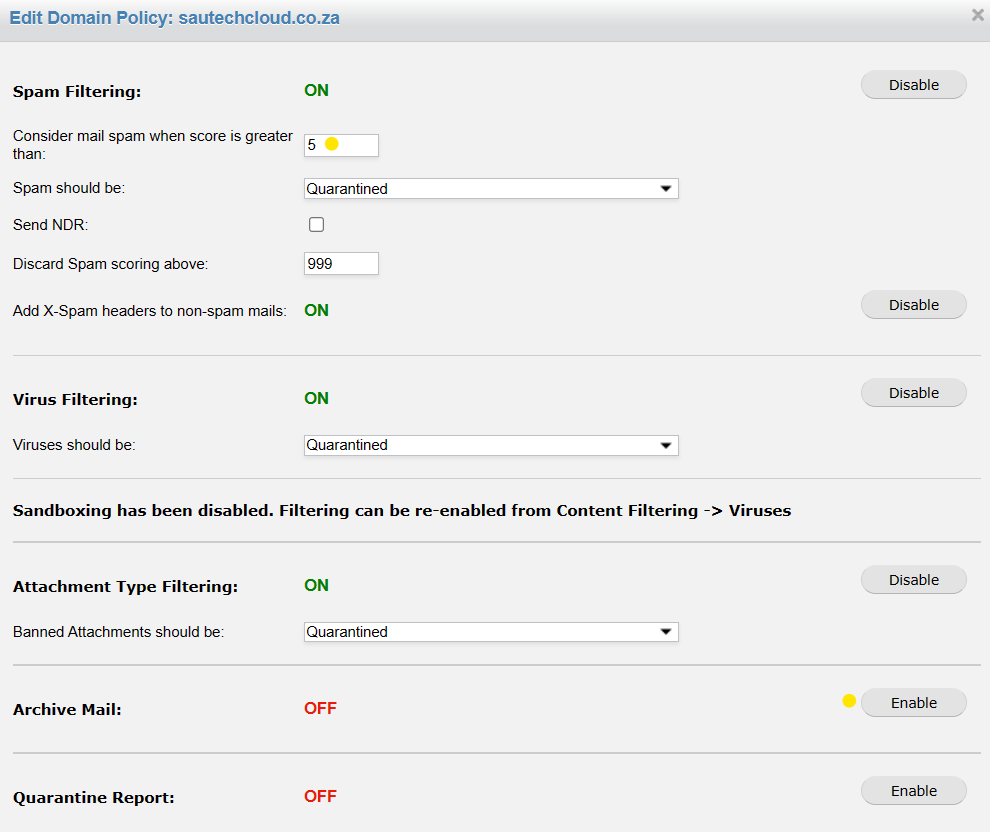 Edit Domain Policy: sautechcloud.co.za
Spam Filtering: ON Disable
Consider mail spam when score is greater
than: 5
Spam should be: Quarantined
Send NDR:
Discard Spam scoring above: 999
Add X-Spam headers to non-spam mails: ON Disable
Virus Filtering: ON Disable
Viruses should be: Quarantined
Sandboxing has been disabled. Filtering can be re-enabled from Content Filtering -> Viruses
Attachment Type Filtering: ON Disable
Banned Attachments should be: Quarantined
Archive Mail: OFF Enable
Quarantine Report: OFF Enable